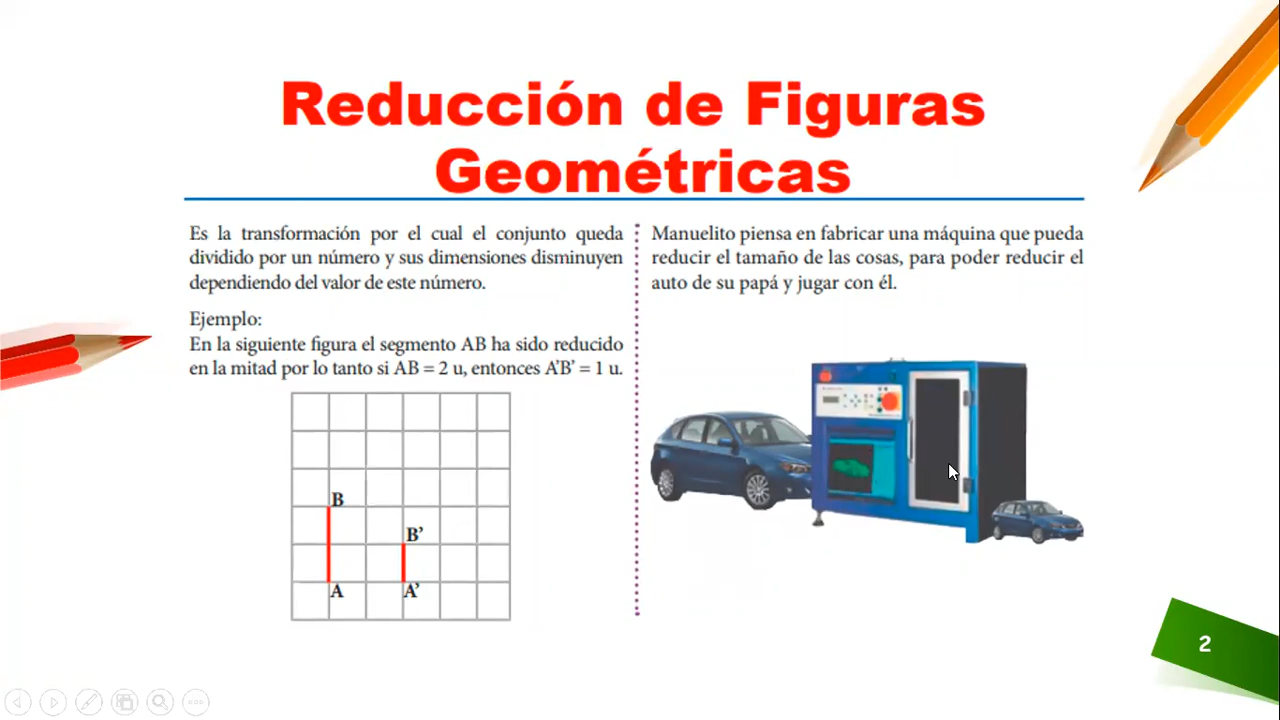 Reducción de Figuras
Geométricas
Es la transformación por el cual el conjunto queda
dividido por un número y sus dimensiones disminuyen
dependiendo del valor de este número.
Ejemplo:
En la siguiente figura el segmento AB ha sido reducido
en la mitad por lo tanto si AB = 2 u, entonces A'B' = 1 u.
B
B'
A
A'
Manuelito piensa en fabricar una máquina que pueda
reducir el tamaño de las cosas, para poder reducir el
auto de su papá y jugar con él.
2